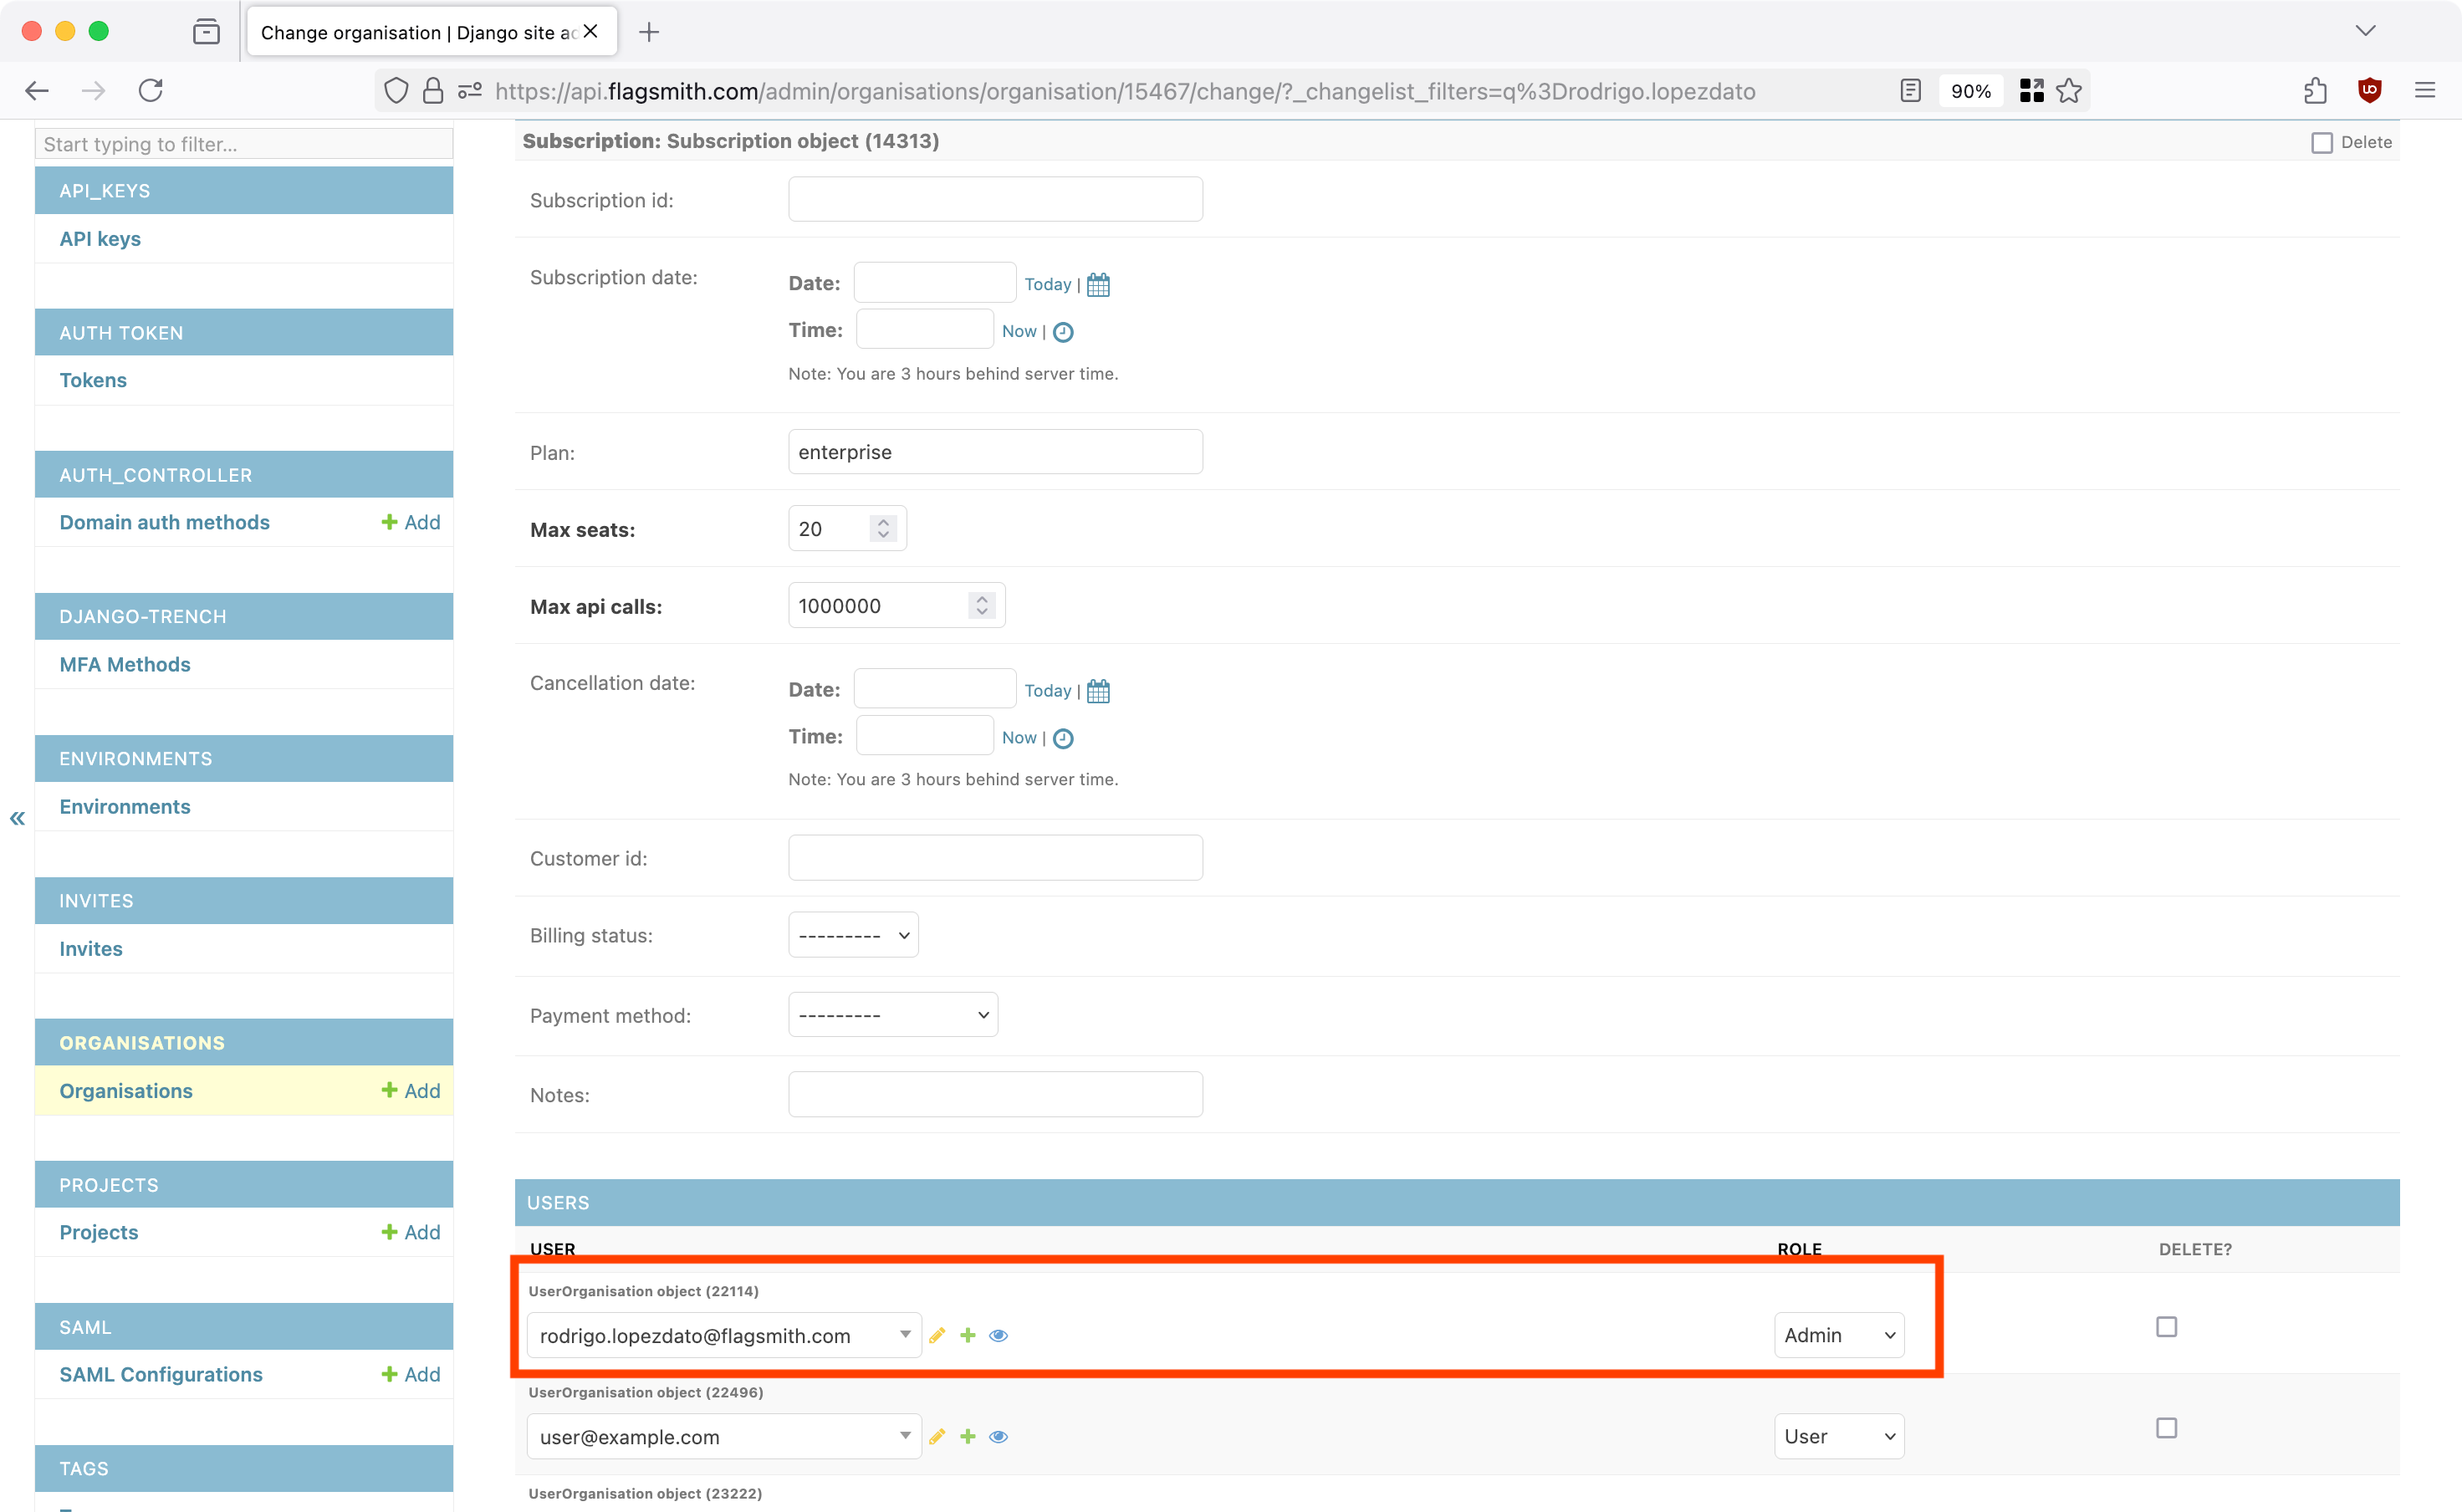 Change organisation | Django site ad
https://api.flagsmith.com/admin/organisations/organisation/15467/change/?_changelist_filters=q%3Drodrigo.lopezdato
90%
Start typing to filter...
API_KEYS
API keys
AUTH TOKEN
Tokens
AUTH_CONTROLLER
Domain auth methods Add
DJANGO-TRENCH
MFA Methods
ENVIRONMENTS
Environments
INVITES
Invites
ORGANISATIONS
Organisations Add
PROJECTS
Projects Add
SAML
SAML Configurations Add
TAGS
«
Subscription: Subscription object (14313) Delete
Subscription id:
Subscription date: Date: Today |
Time: Now |
Note: You are 3 hours behind server time.
Plan: enterprise
Max seats: 20
Max api calls: 1000000
Cancellation date: Date: Today |
Time: Now |
Note: You are 3 hours behind server time.
Customer id:
Billing status: ---------
Payment method: ---------
Notes:
USERS
USER ROLE DELETE?
UserOrganisation object (22114)
rodrigo.lopezdato@flagsmith.com Admin
UserOrganisation object (22496)
user@example.com User
UserOrganisation object (23222)